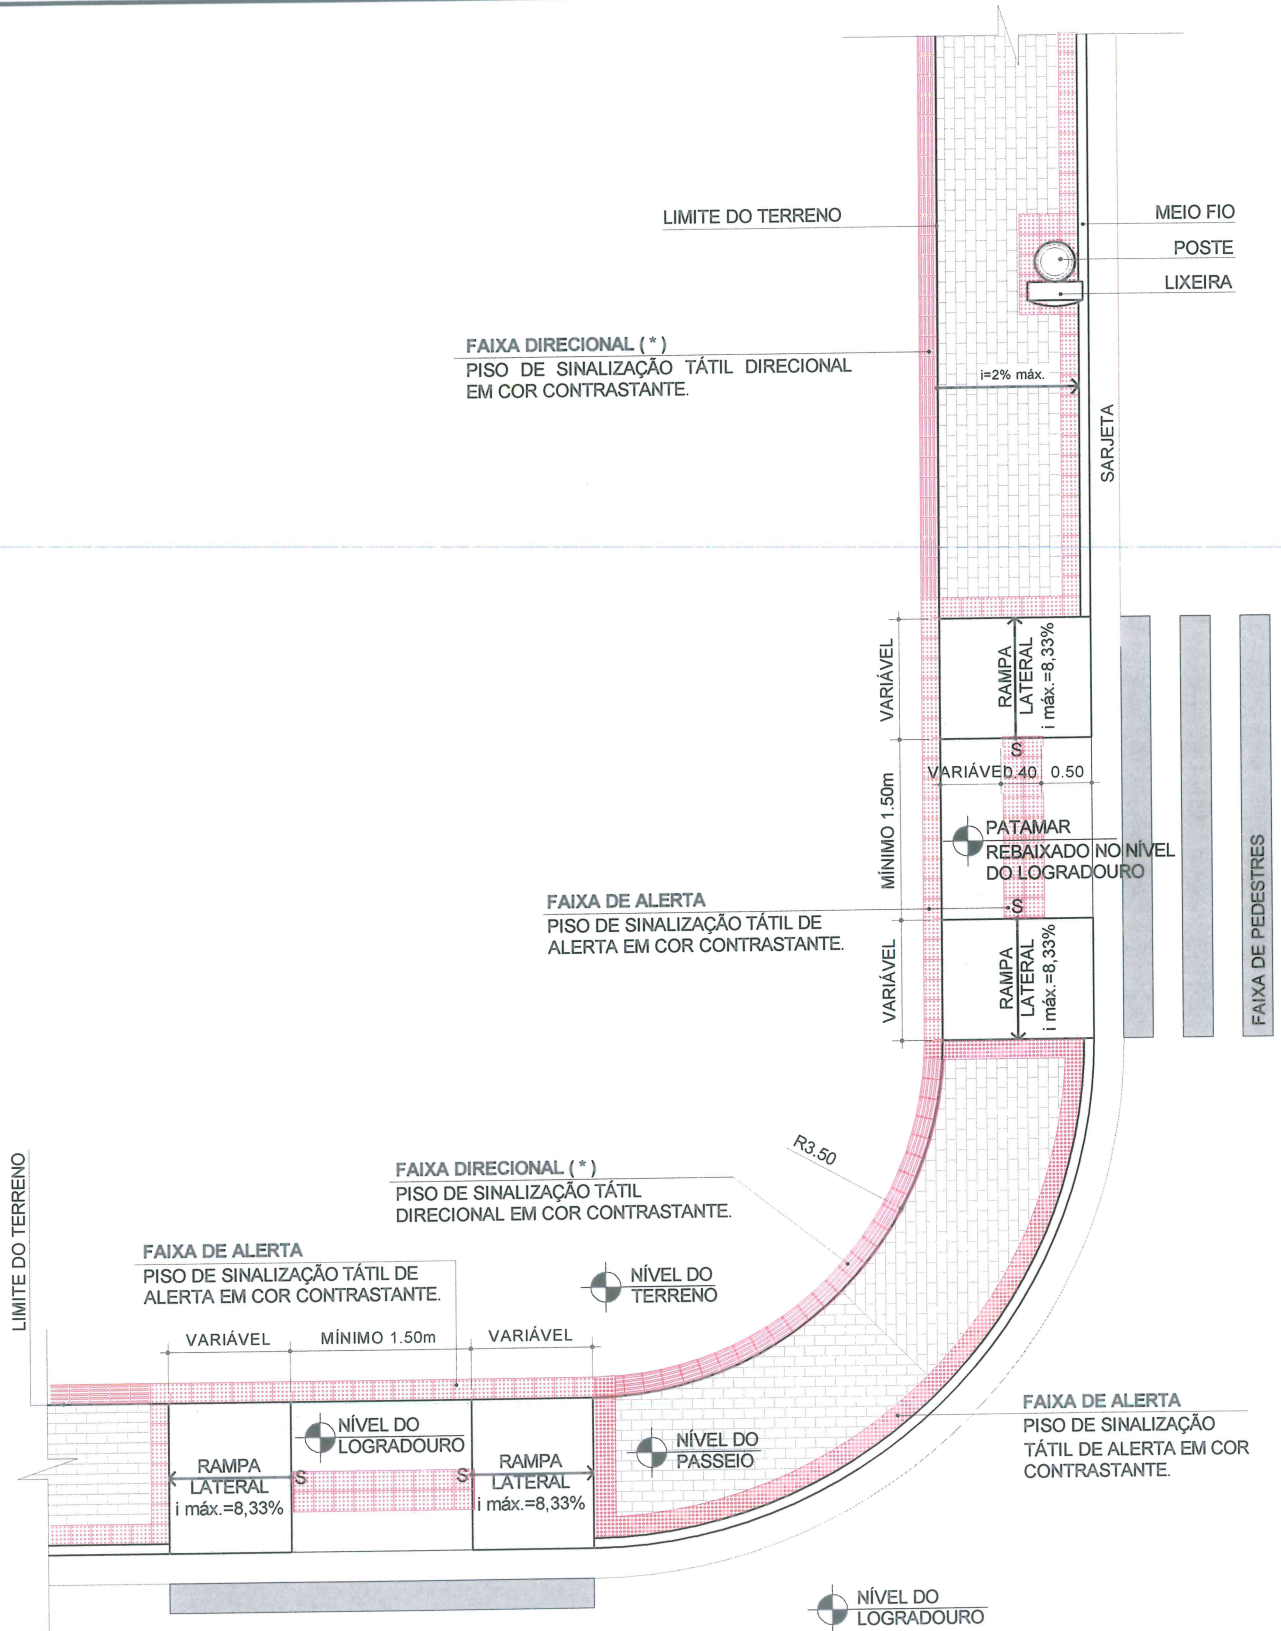 LIMITE DO TERRENO
MEIO FIO
POSTE
LIXEIRA
FAIXA DIRECIONAL (*)
PISO DE SINALIZAÇÃO TÁTIL DIRECIONAL
EM COR CONTRASTANTE.
i=2% máx.
SARJETA
VARIÁVEL
RAMPA
LATERAL
i máx.=8,33%
S
VARIÁVEL
0.40
0.50
MÍNIMO 1.50m
PATAMAR
REBAIXADO NO NÍVEL
DO LOGRADOURO
FAIXA DE PEDESTRES
FAIXA DE ALERTA
PISO DE SINALIZAÇÃO TÁTIL DE
ALERTA EM COR CONTRASTANTE.
S
VARIÁVEL
RAMPA
LATERAL
i máx.=8,33%
R3.50
LIMITE DO TERRENO
FAIXA DIRECIONAL (*)
PISO DE SINALIZAÇÃO TÁTIL
DIRECIONAL EM COR CONTRASTANTE.
FAIXA DE ALERTA
PISO DE SINALIZAÇÃO TÁTIL DE
ALERTA EM COR CONTRASTANTE.
NÍVEL DO
TERRENO
VARIÁVEL
MÍNIMO 1.50m
VARIÁVEL
NÍVEL DO
LOGRADOURO
RAMPA
LATERAL
i máx.=8,33%
S
S
RAMPA
LATERAL
i máx.=8,33%
NÍVEL DO
PASSEIO
FAIXA DE ALERTA
PISO DE SINALIZAÇÃO
TÁTIL DE ALERTA EM COR
CONTRASTANTE.
NÍVEL DO
LOGRADOURO